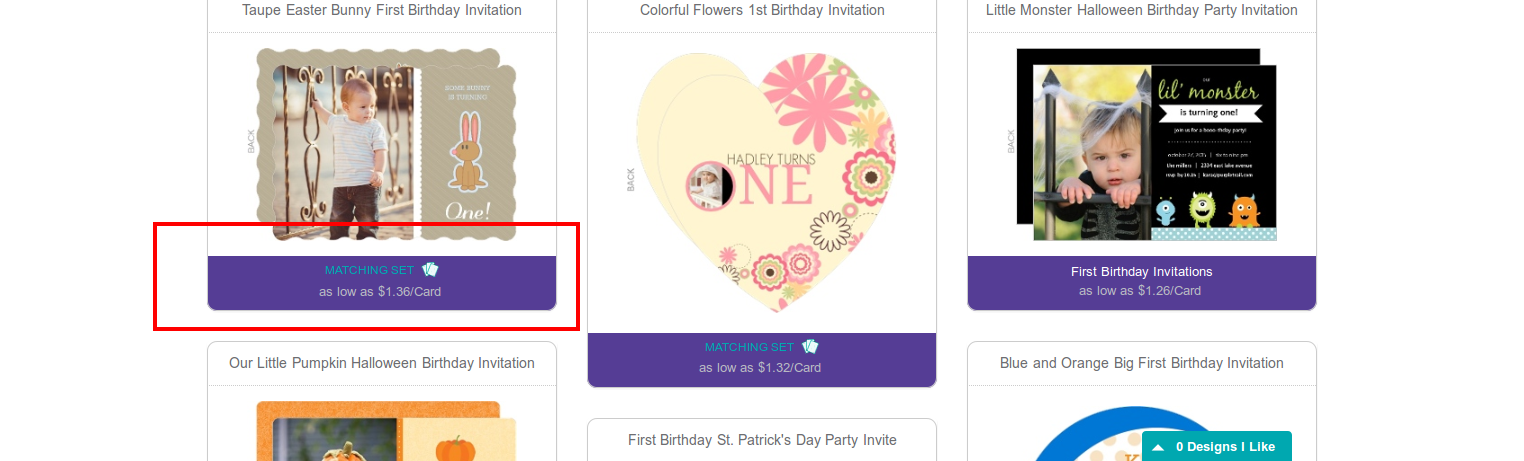 Taupe Easter Bunny First Birthday Invitation
BACK
SOME BUNNY
IS TURNING
One!
MATCHING SET
as low as $1.36/Card
Our Little Pumpkin Halloween Birthday Invitation
Colorful Flowers 1st Birthday Invitation
BACK
HADLEY TURNS
ONE
MATCHING SET
as low as $1.32/Card
First Birthday St. Patrick's Day Party Invite
Little Monster Halloween Birthday Party Invitation
BACK
lil' monster
is turning one!
join us for a booo-rthday party!
First Birthday Invitations
as low as $1.26/Card
Blue and Orange Big First Birthday Invitation
0 Designs I Like